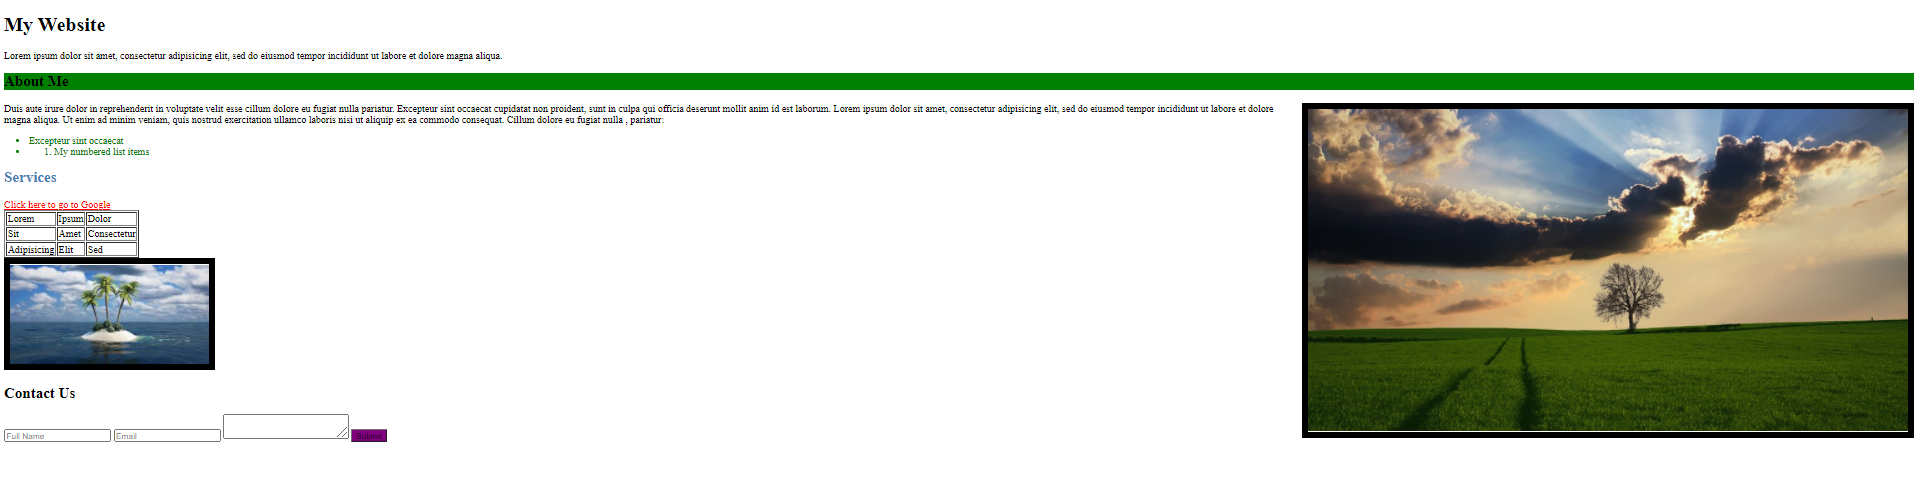 My Website
Lorem ipsum dolor sit amet, consectetur adipisicing elit, sed do eiusmod tempor incididunt ut labore et dolore magna aliqua.
About Me
Duis aute irure dolor in reprehenderit in voluptate velit esse cillum dolore eu fugiat nulla pariatur. Excepteur sint occaecat cupidatat non proident, sunt in culpa qui officia deserunt mollit anim id est laborum. Lorem ipsum dolor sit amet, consectetur adipisicing elit, sed do eiusmod tempor incididunt ut labore et dolore
magna aliqua. Ut enim ad minim veniam, quis nostrud exercitation ullamco laboris nisi ut aliquip ex ea commodo consequat. Cillum dolore eu fugiat nulla , pariatur:
Excepteur sint occaecat
1. My numbered list items
Services
Click here to go to Google
Lorem Ipsum Dolor
Sit Amet Consectetur
Adipisicing Elit Sed
Contact Us
Full Name Email Submit